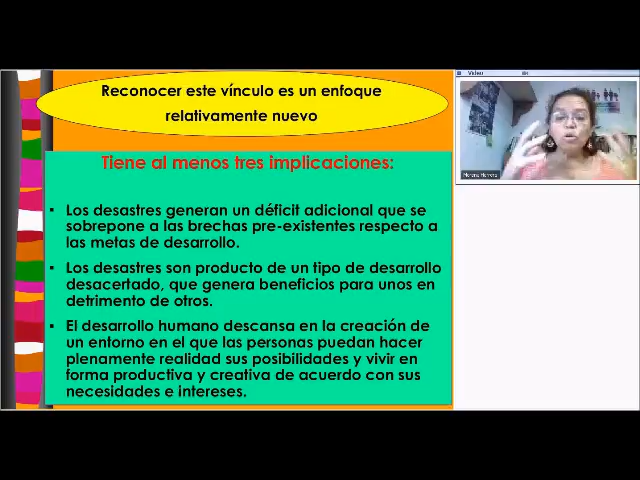 Reconocer este vínculo es un enfoque
relativamente nuevo
Video
Tiene al menos tres implicaciones:
Morena Herrera
▪ Los desastres generan un déficit adicional que se
sobrepone a las brechas pre-existentes respecto a
las metas de desarrollo.
▪ Los desastres son producto de un tipo de desarrollo
desacertado, que genera beneficios para unos en
detrimento de otros.
▪ El desarrollo humano descansa en la creación de
un entorno en el que las personas puedan hacer
plenamente realidad sus posibilidades y vivir en
forma productiva y creativa de acuerdo con sus
necesidades e intereses.